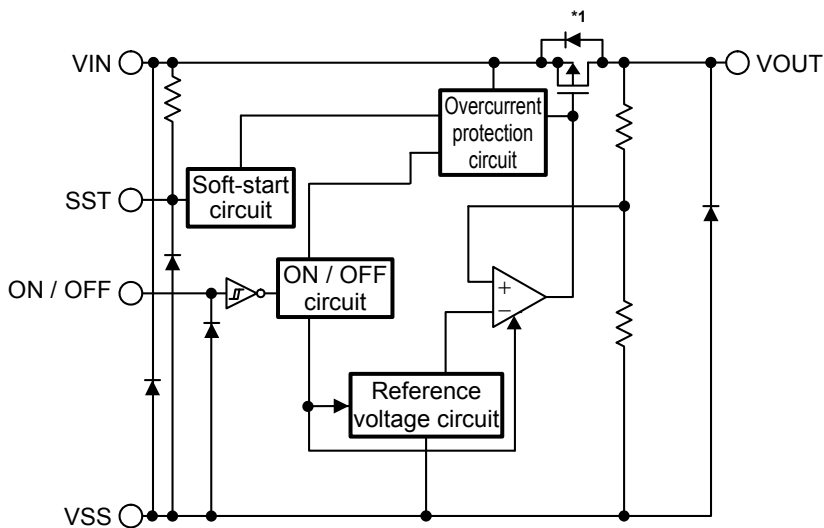 *1
VIN
VOUT
Overcurrent
protection
circuit
SST
Soft-start
circuit
ON / OFF
ON / OFF
circuit
+
−
Reference
voltage circuit
VSS